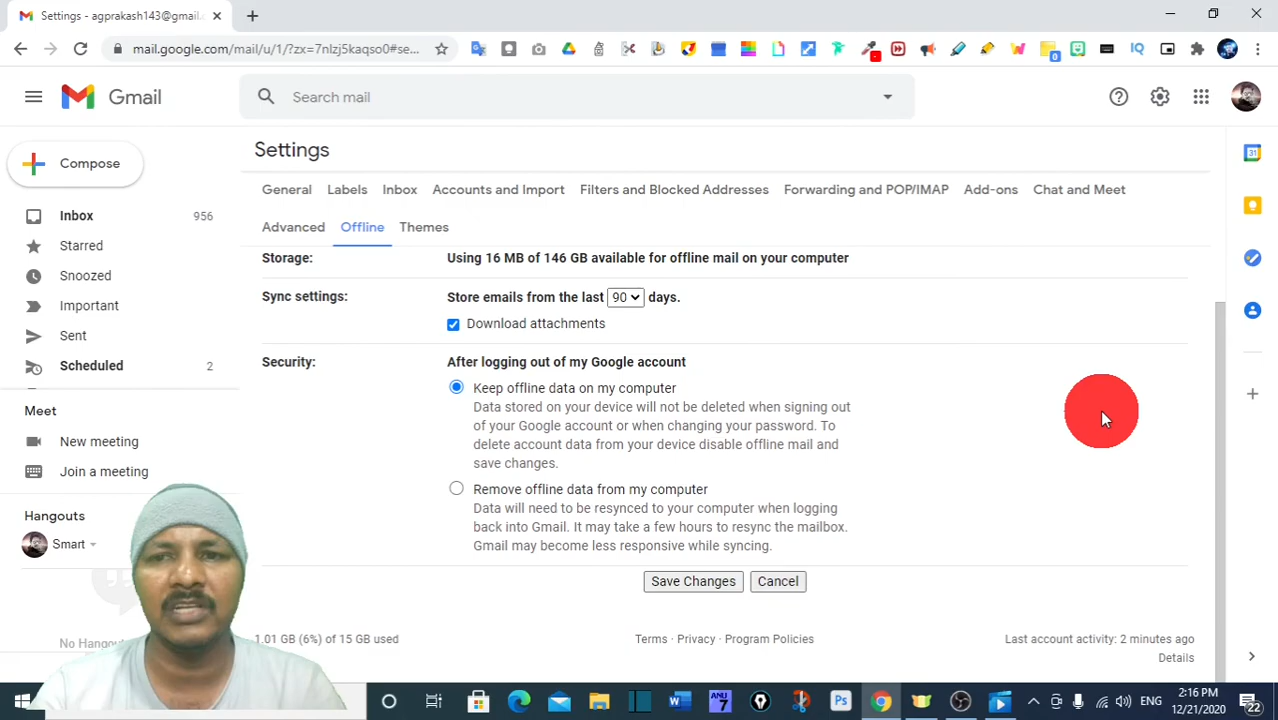 Settings - agprakash143@gmail.c
mail.google.com/mail/u/1/?zx=7nlzj5kaqso0#se...
Gmail
Search mail
Compose
Inbox 956
Starred
Snoozed
Important
Sent
Scheduled 2
Meet
New meeting
Join a meeting
Hangouts
Smart
No Hangou
Settings
General Labels Inbox Accounts and Import Filters and Blocked Addresses Forwarding and POP/IMAP Add-ons Chat and Meet
Advanced Offline Themes
Storage: Using 16 MB of 146 GB available for offline mail on your computer
Sync settings: Store emails from the last 90 days.
Download attachments
Security: After logging out of my Google account
Keep offline data on my computer
Data stored on your device will not be deleted when signing out
of your Google account or when changing your password. To
delete account data from your device disable offline mail and
save changes.
Remove offline data from my computer
Data will need to be resynced to your computer when logging
back into Gmail. It may take a few hours to resync the mailbox.
Gmail may become less responsive while syncing.
Save Changes Cancel
1.01 GB (6%) of 15 GB used
Terms · Privacy · Program Policies
Last account activity: 2 minutes ago
Details
ENG
2:16 PM
12/21/2020
22